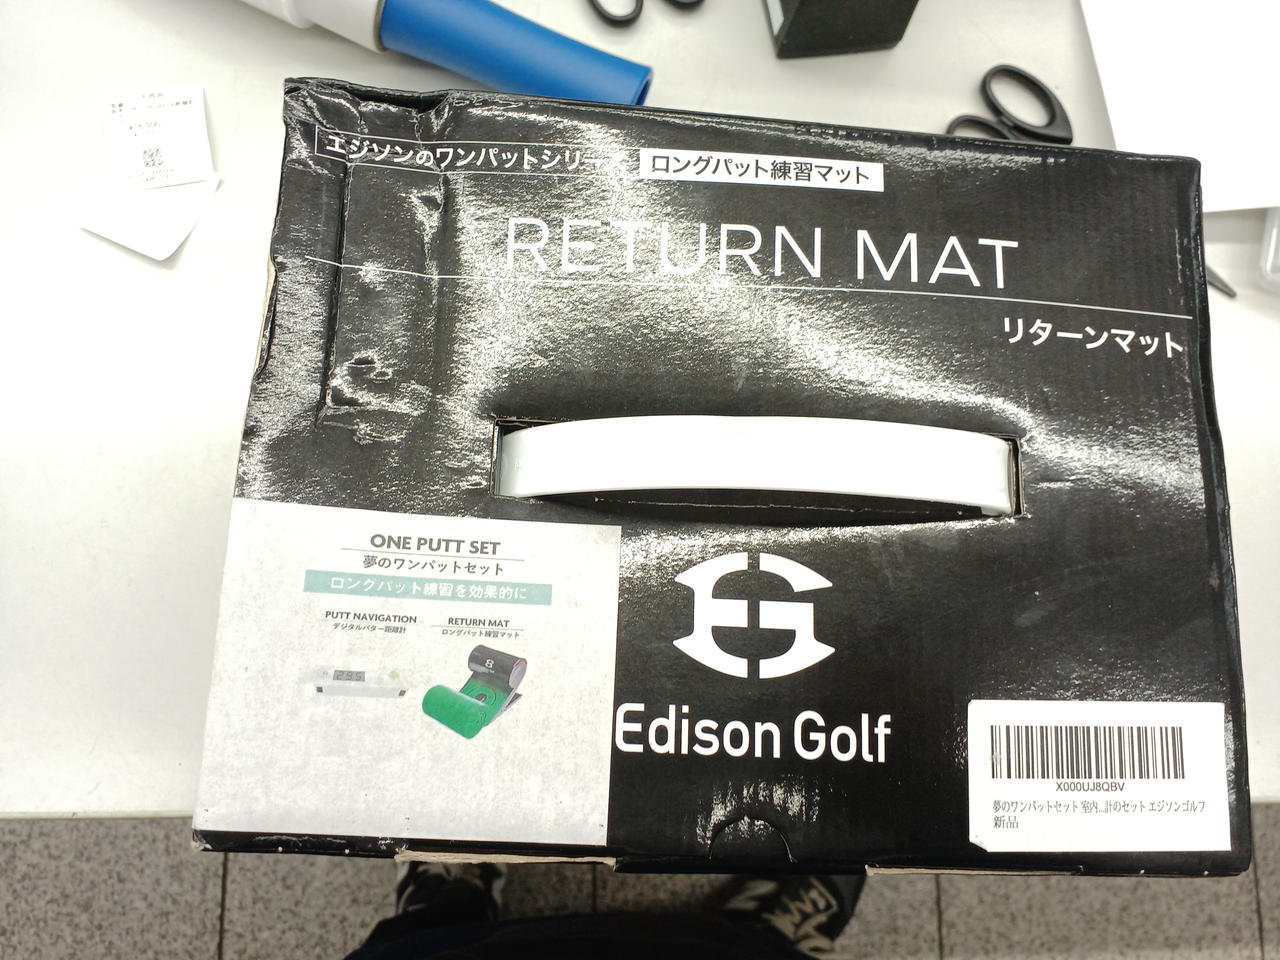 エジソンのワンパットシリー
ロングパット練習マット
RETURN MAT
リターンマット
ONE PUTT SET
夢のワンパットセット
ロングパット練習を効果的に
PUTT NAVIGATION
デジタルパター距離計
RETURN MAT
ロングパット練習マット
295
8
Edison Golf
X000UJ8QBV
夢のワンパットセット 室内...計のセット エジソンゴルフ
新品